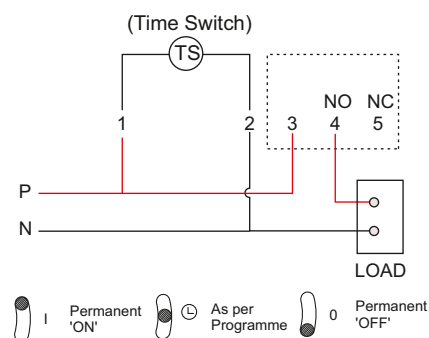 (Time Switch)
TS
NO NC
1 2 3 4 5
P
N
LOAD
I Permanent 'ON' As per Programme 0 Permanent 'OFF'